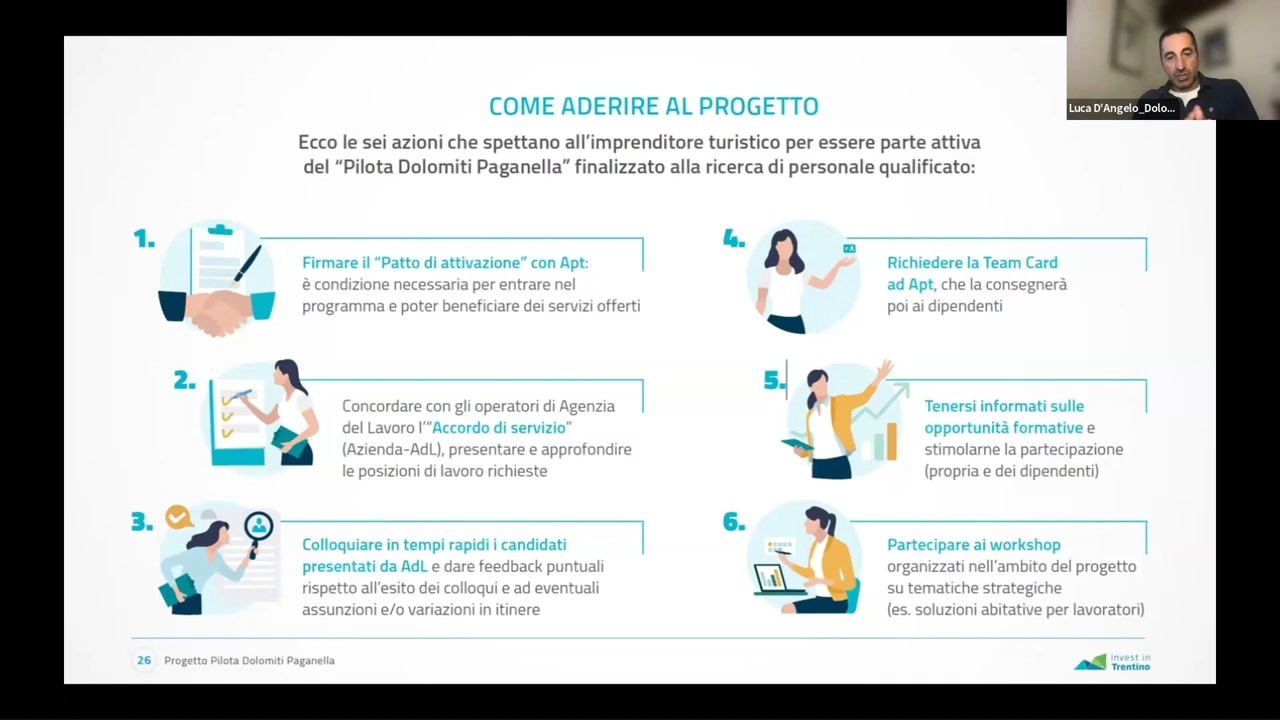 Luca D'Angelo_Dolo...
COME ADERIRE AL PROGETTO
Ecco le sei azioni che spettano all'imprenditore turistico per essere parte attiva
del “Pilota Dolomiti Paganella” finalizzato alla ricerca di personale qualificato:
1.
Firmare il “Patto di attivazione” con Apt:
è condizione necessaria per entrare nel
programma e poter beneficiare dei servizi offerti
2.
Concordare con gli operatori di Agenzia
del Lavoro l'“Accordo di servizio”
(Azienda-AdL), presentare e approfondire
le posizioni di lavoro richieste
3.
Colloquiare in tempi rapidi i candidati
presentati da AdL e dare feedback puntuali
rispetto all'esito dei colloqui e ad eventuali
assunzioni e/o variazioni in itinere
4.
Richiedere la Team Card
ad Apt, che la consegnerà
poi ai dipendenti
5.
Tenersi informati sulle
opportunità formative e
stimolarne la partecipazione
(propria e dei dipendenti)
6.
Partecipare ai workshop
organizzati nell'ambito del progetto
su tematiche strategiche
(es. soluzioni abitative per lavoratori)
26 Progetto Pilota Dolomiti Paganella
invest in
Trentino